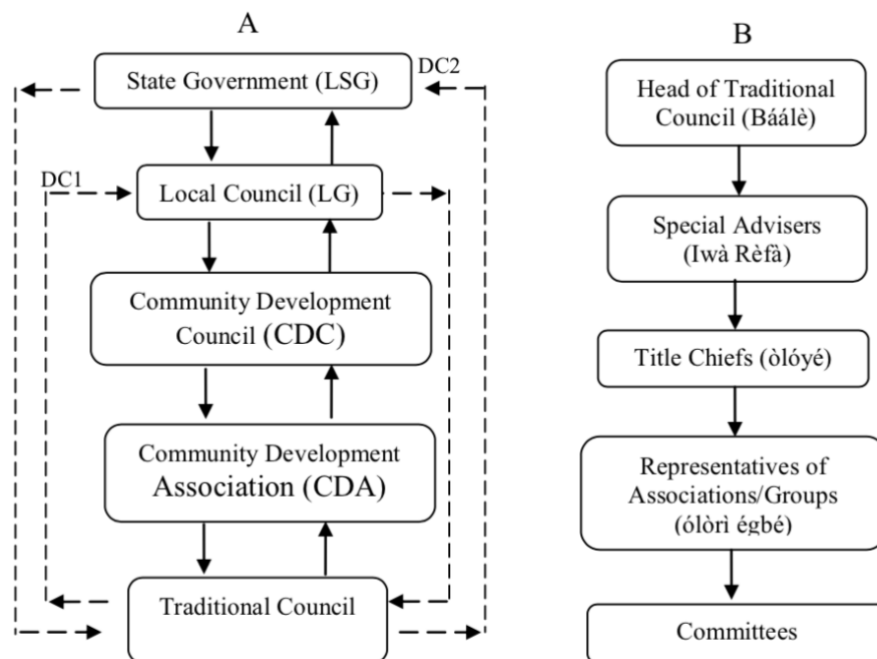 A
State Government (LSG)
DC2
DC1
Local Council (LG)
Community Development
Council (CDC)
Community Development
Association (CDA)
Traditional Council
B
Head of Traditional
Council (Báálè)
Special Advisers
(Iwà Rèfà)
Title Chiefs (òlóyé)
Representatives of
Associations/Groups
(ólòrì égbé)
Committees